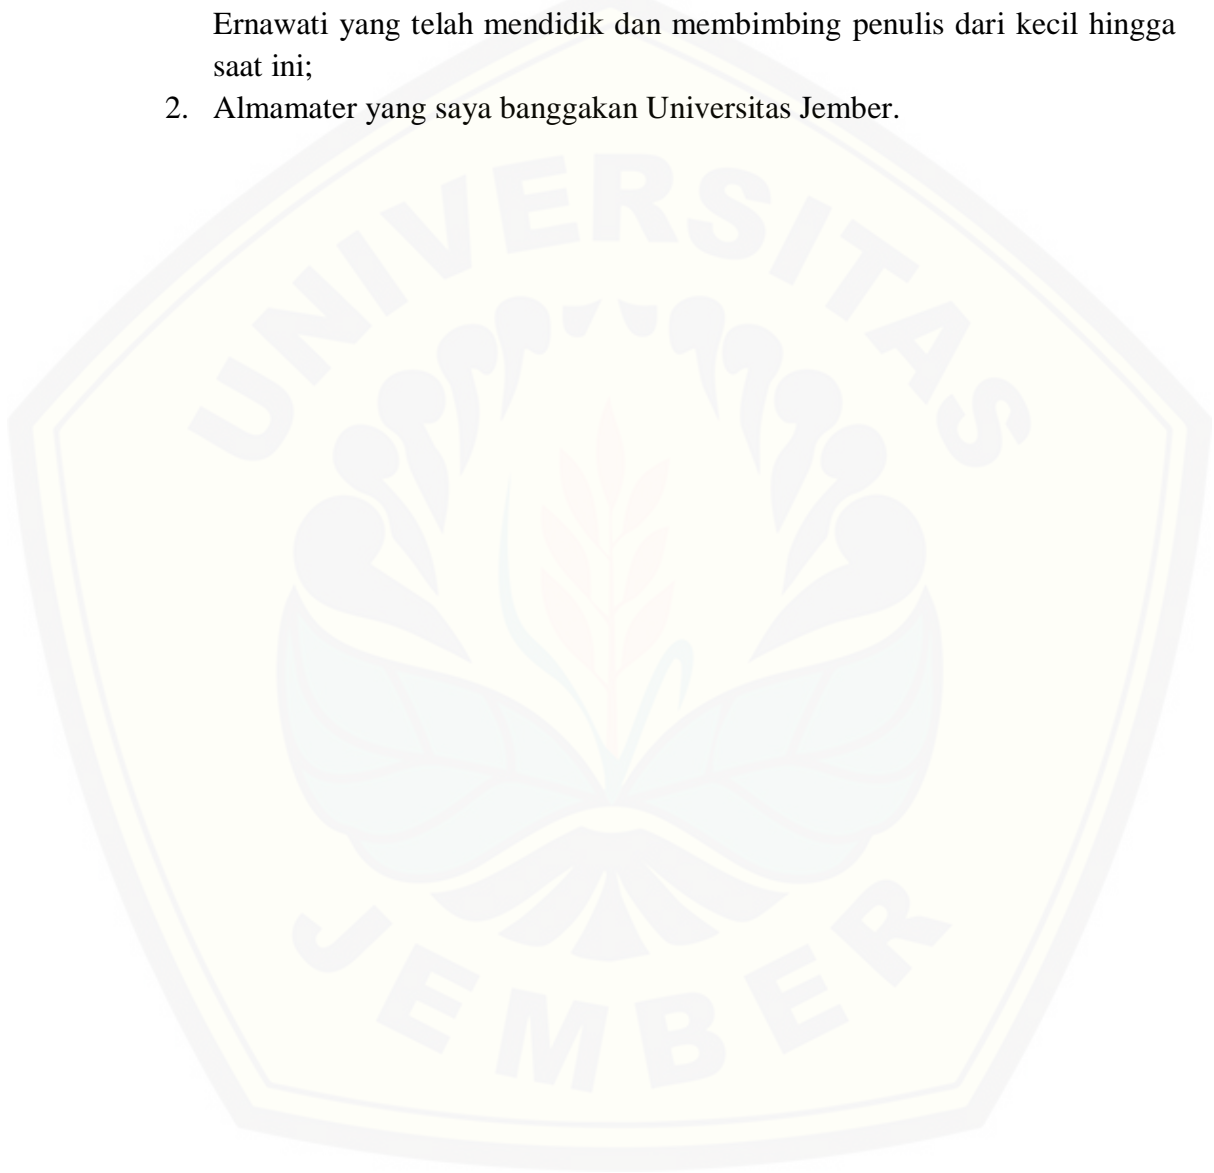 Ernawati yang telah mendidik dan membimbing penulis dari kecil hingga
saat ini;
2. Almamater yang saya banggakan Universitas Jember.
UNIVERSITAS
JEMBER